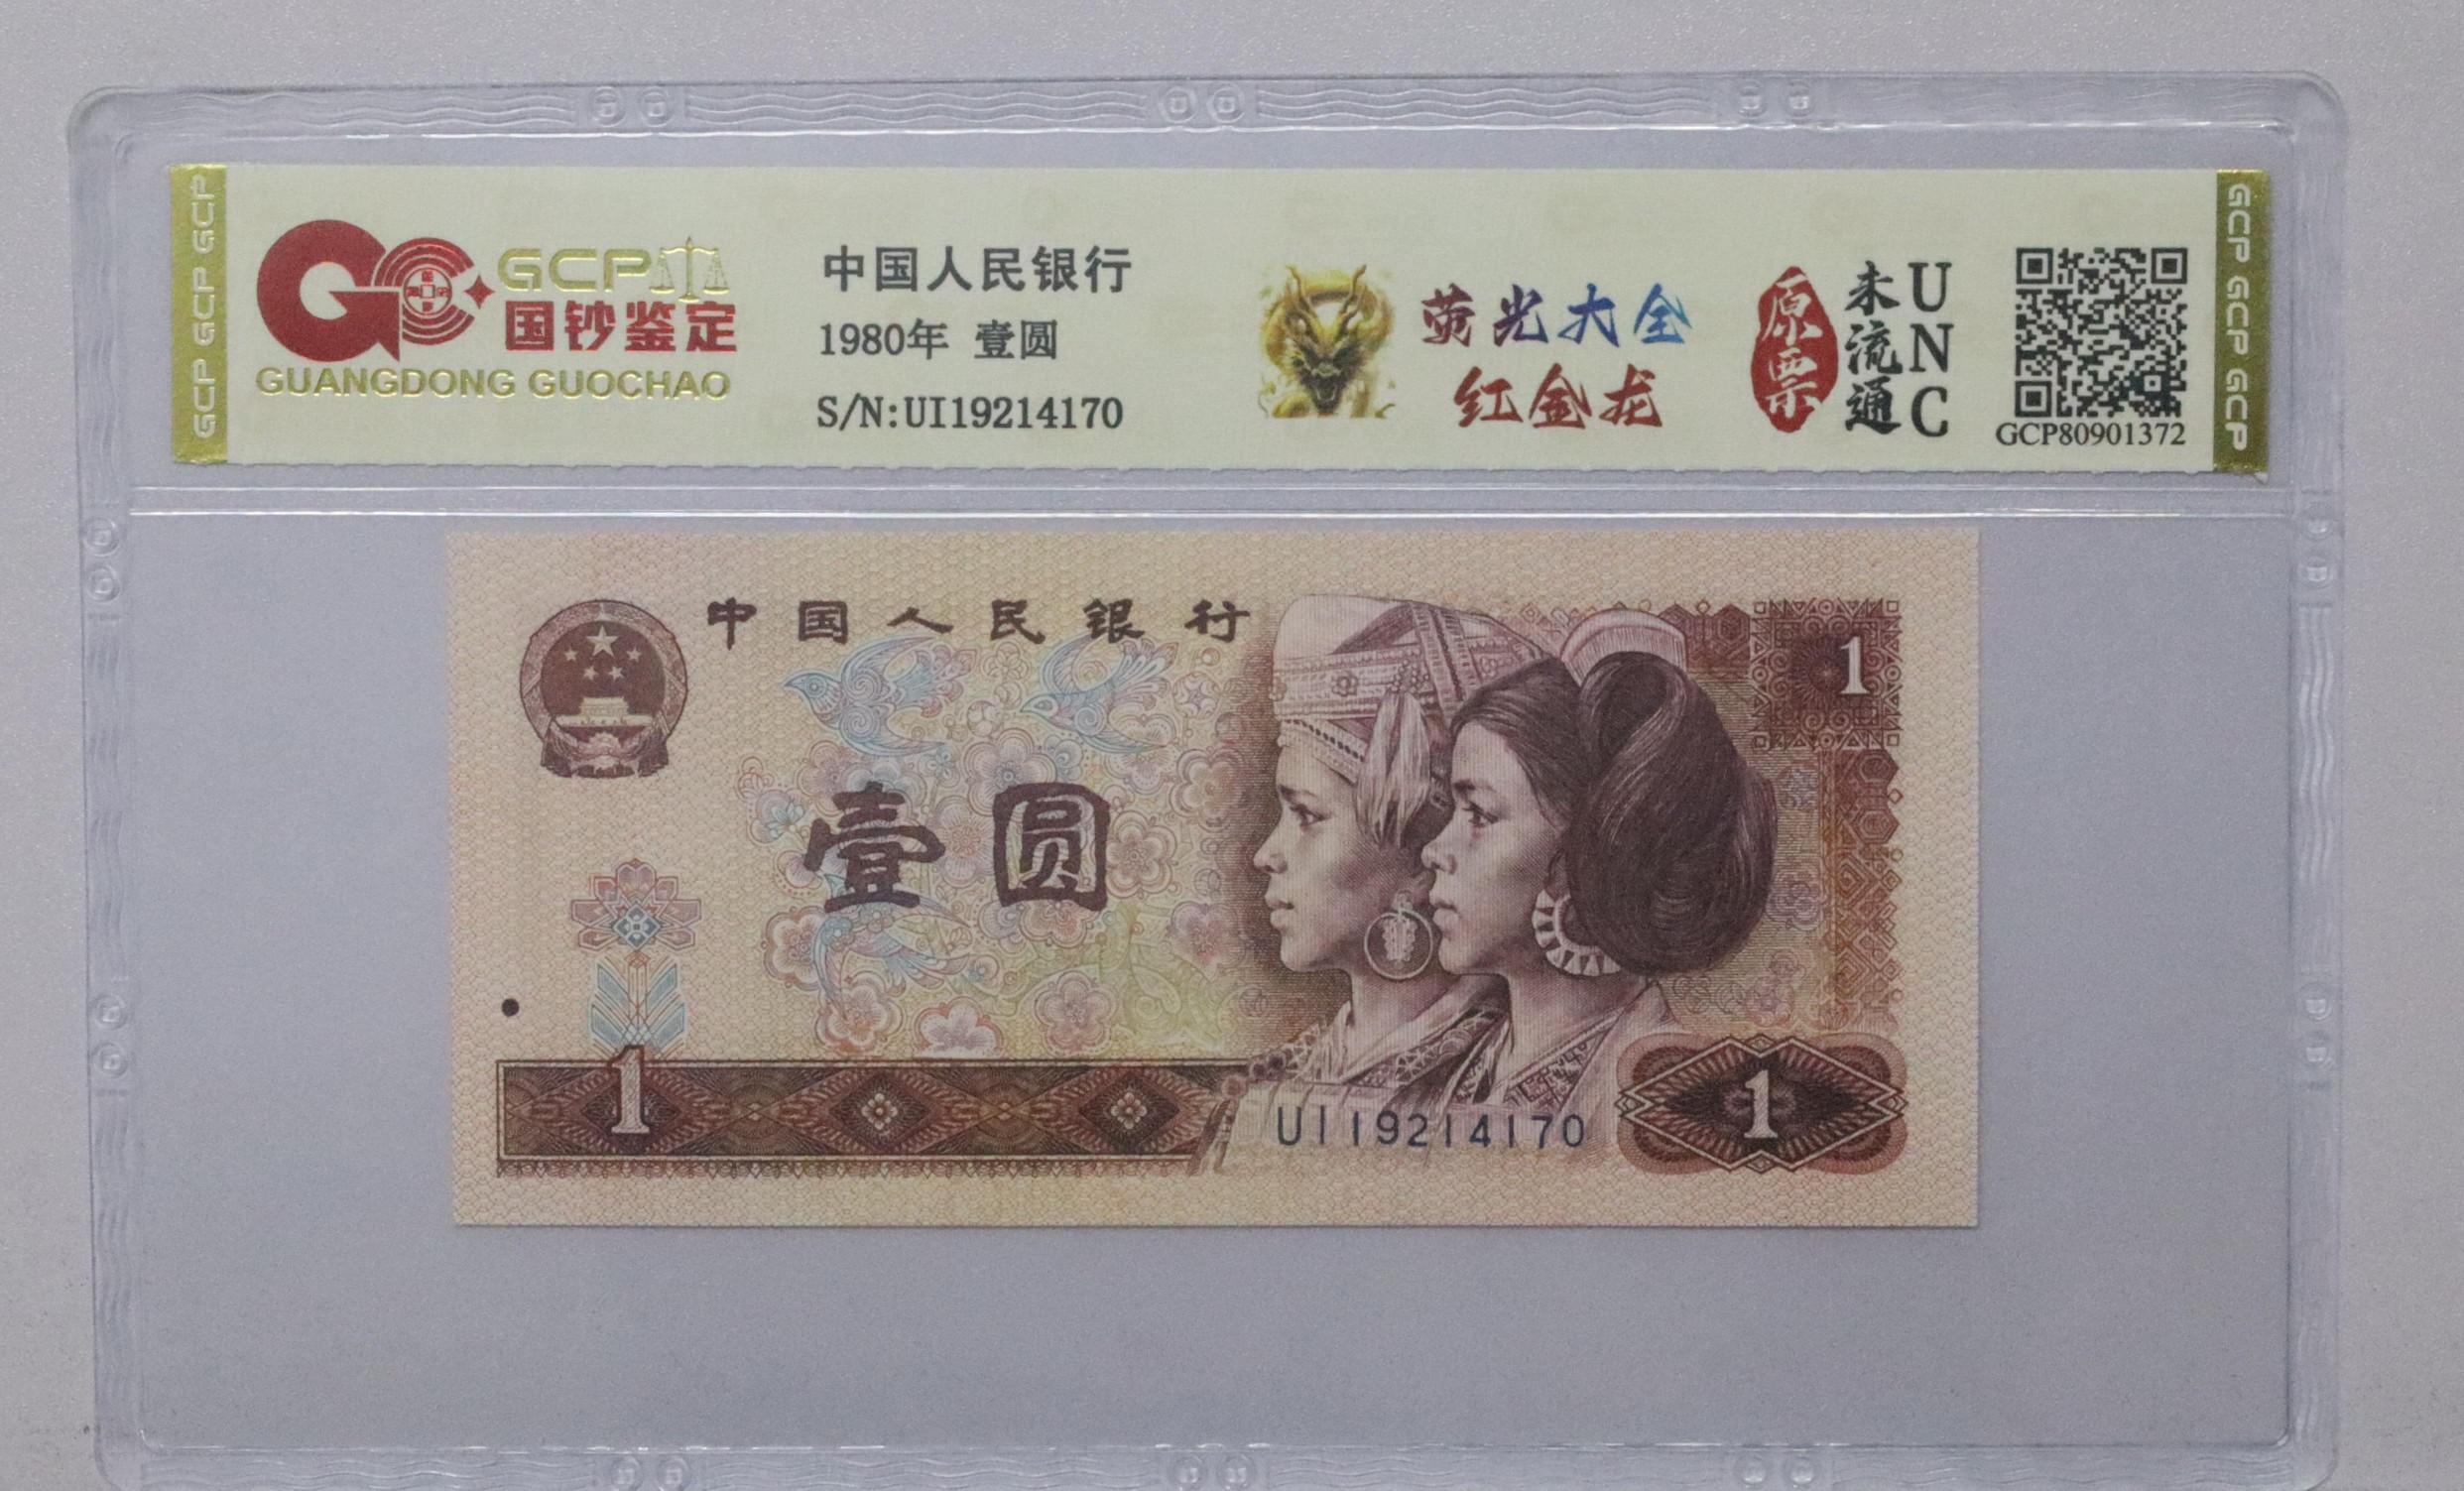 GCP GCP GCP
GCP
国钞鉴定
GUANGDONG GUOCHAO
中国人民银行
1980年 壹圆
S/N:UI19214170
荧光大全
红金龙
原票
未流通
UNC
GCP80901372
GCP GCP GCP
中国人民银行
1
壹圆
1
UI19214170
1